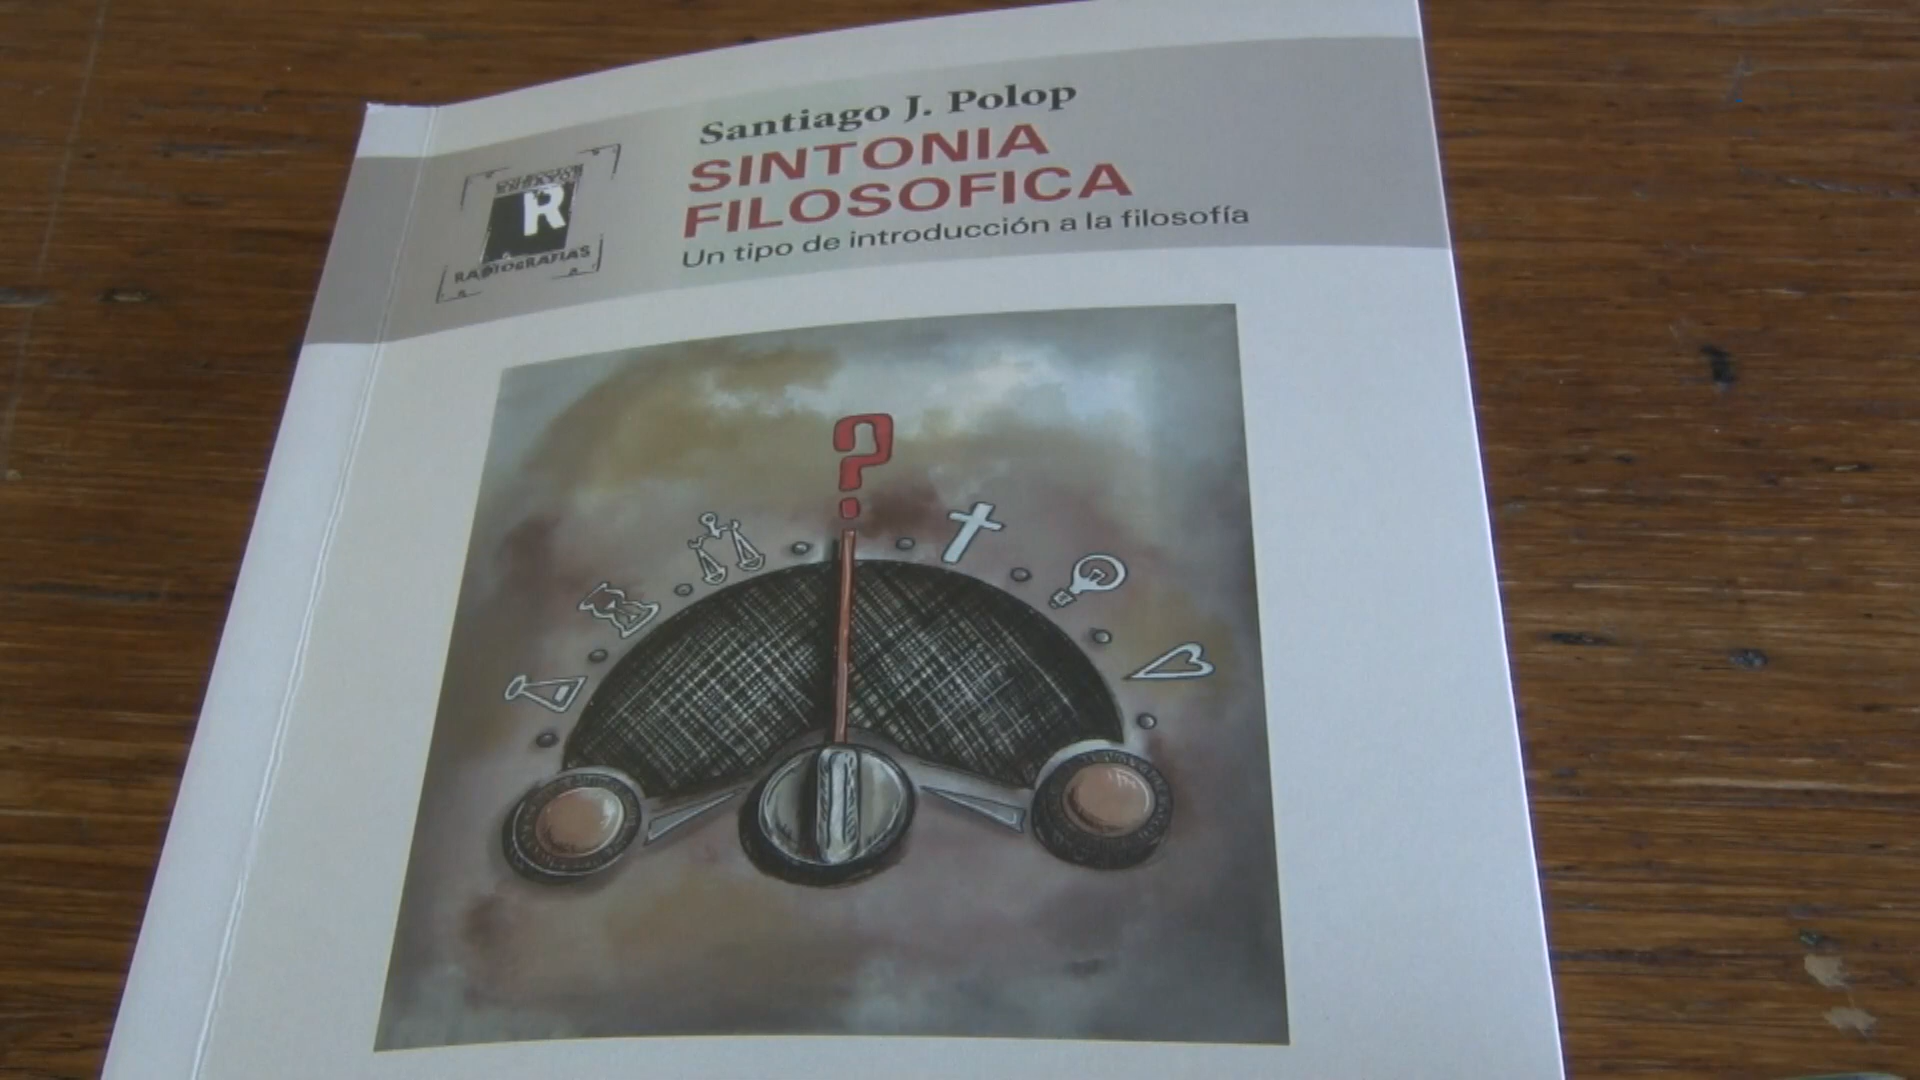 Santiago J. Polop
SINTONIA
FILOSOFICA
Un tipo de introducción a la filosofía
R
RADIOGRAFIAS
?